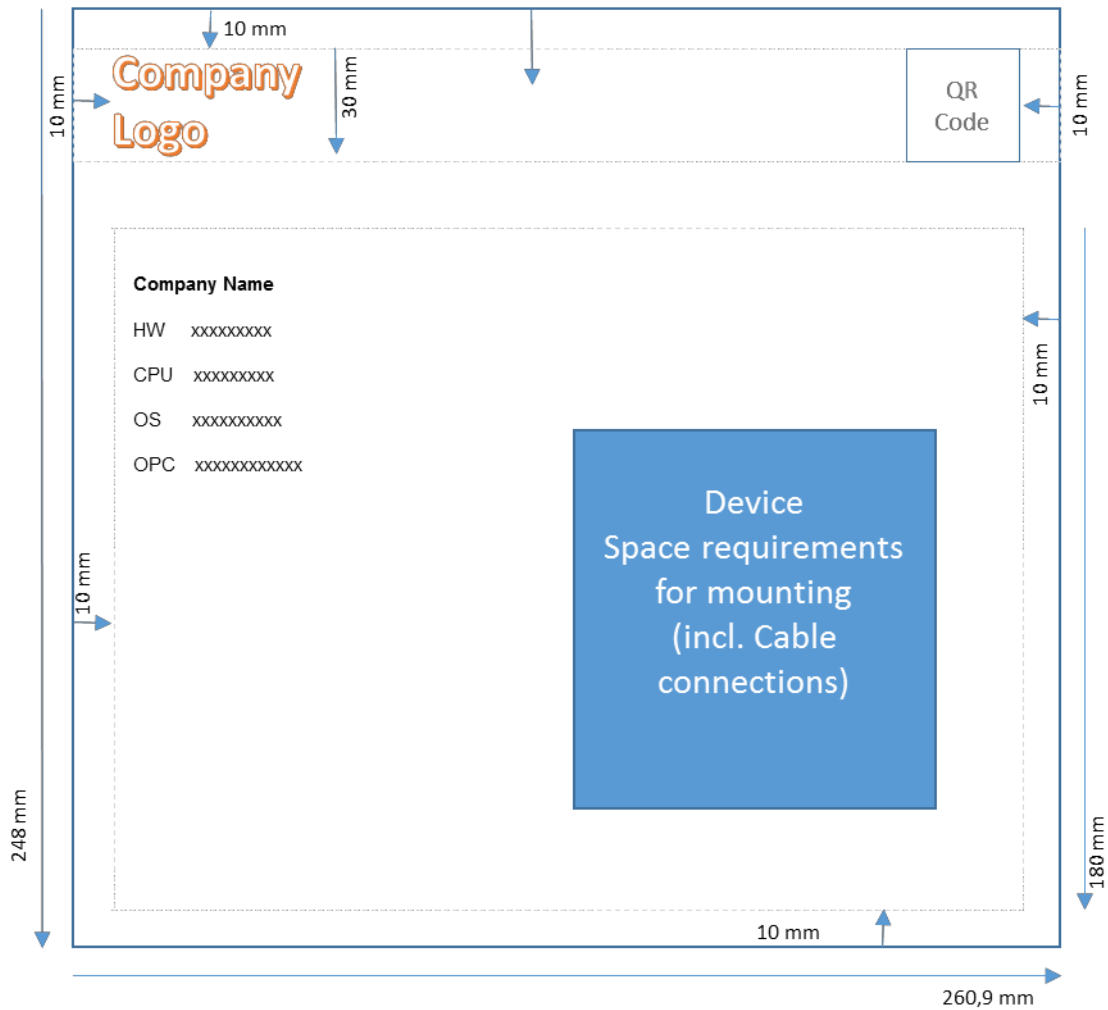 10 mm
Company
Logo
30 mm
QR
Code
10 mm
10 mm
Company Name
HW xxxxxxxxx
CPU xxxxxxxxx
OS xxxxxxxxxx
OPC xxxxxxxxxxxx
10 mm
Device
Space requirements
for mounting
(incl. Cable
connections)
10 mm
248 mm
180 mm
10 mm
260,9 mm